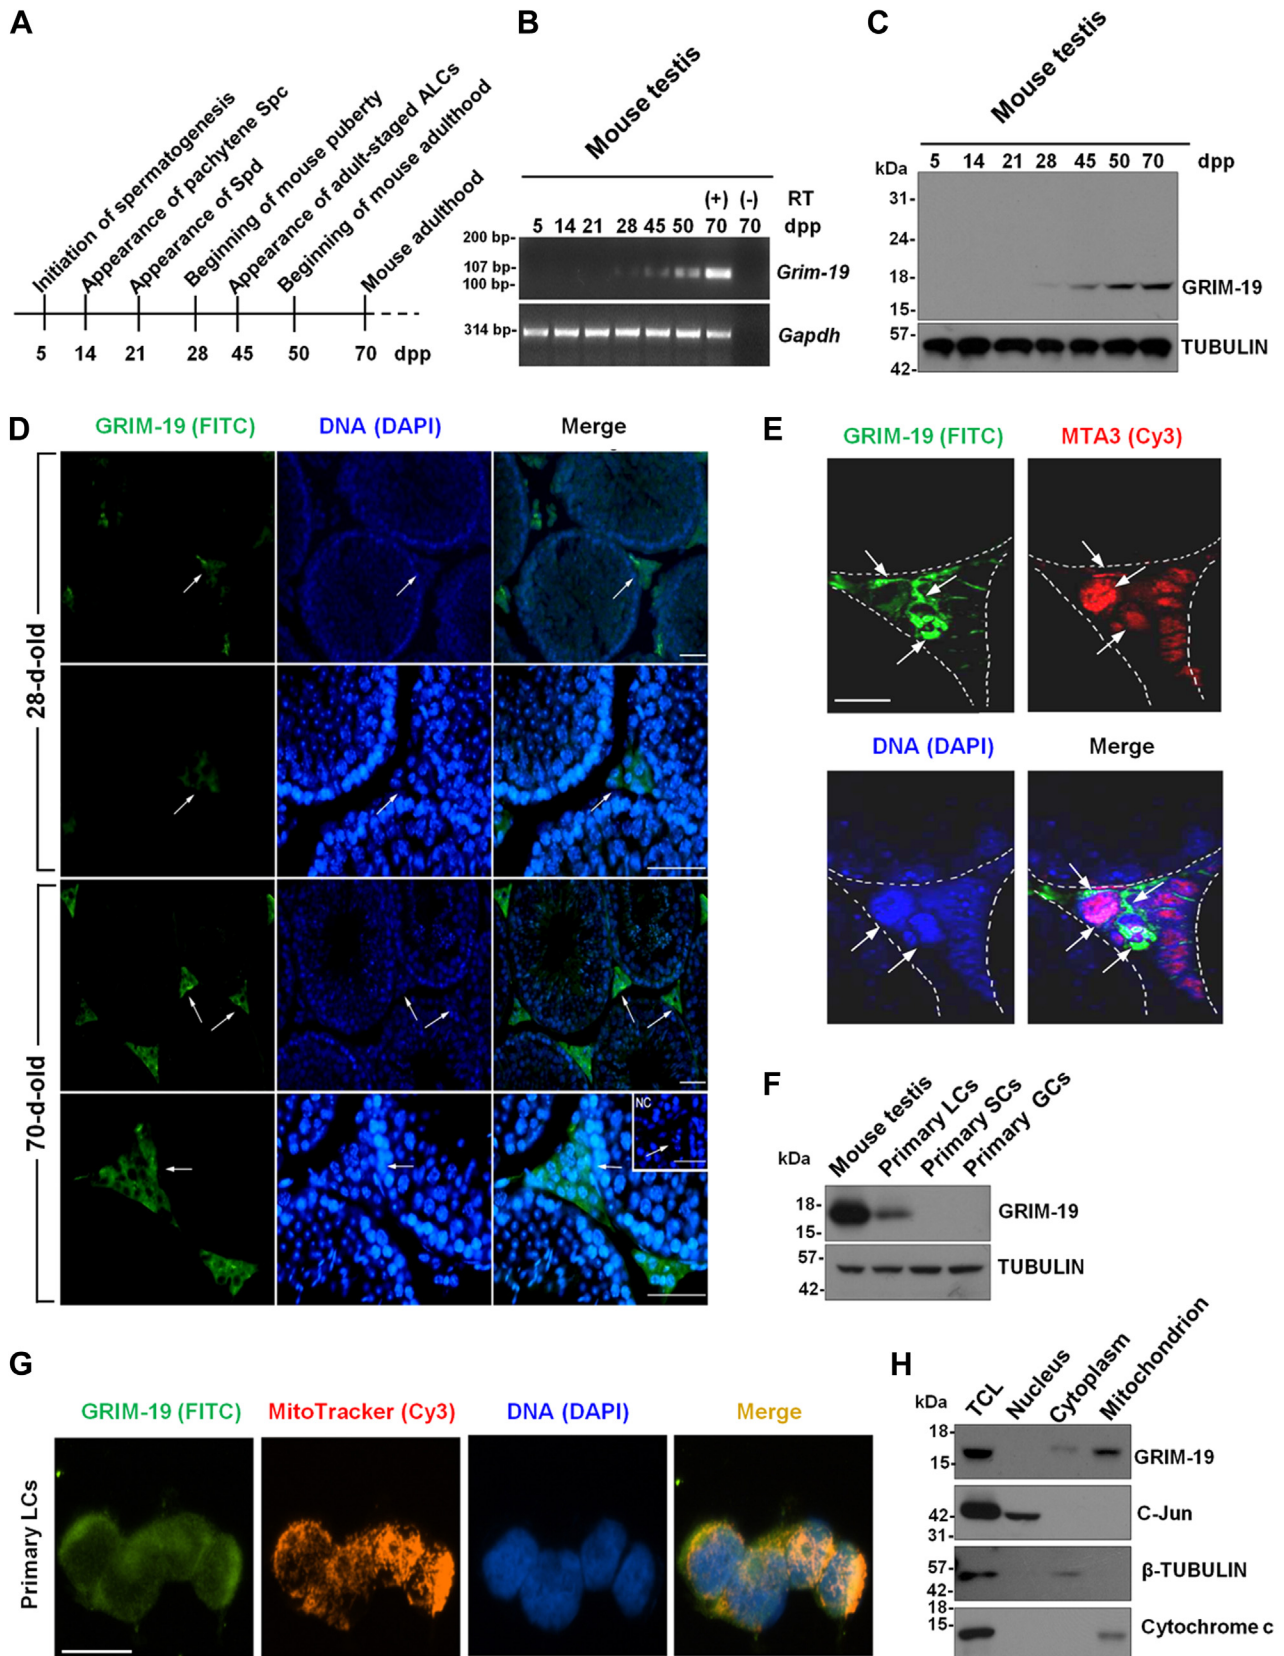 A
Initiation of spermatogenesis
Appearance of pachytene Spc
Appearance of Spd
Beginning of mouse puberty
Appearance of adult-staged ALCs
Beginning of mouse adulthood
Mouse adulthood
5 14 21 28 45 50 70 dpp
B
Mouse testis
(+) (-) RT
5 14 21 28 45 50 70 70 dpp
200 bp-
107 bp-
100 bp-
Grim-19
314 bp-
Gapdh
C
Mouse testis
kDa
5 14 21 28 45 50 70 dpp
31-
24-
18-
15-
GRIM-19
57-
42-
TUBULIN
D
GRIM-19 (FITC) DNA (DAPI) Merge
28-d-old
70-d-old
NC
E
GRIM-19 (FITC) MTA3 (Cy3)
DNA (DAPI) Merge
F
Mouse testis
Primary LCs
Primary SCs
Primary GCs
kDa
18-
15-
GRIM-19
57-
42-
TUBULIN
G
GRIM-19 (FITC) MitoTracker (Cy3) DNA (DAPI) Merge
Primary LCs
H
TCL
Nucleus
Cytoplasm
Mitochondrion
kDa
18-
15-
GRIM-19
42-
31-
C-Jun
57-
42-
β-TUBULIN
18-
15-
Cytochrome c